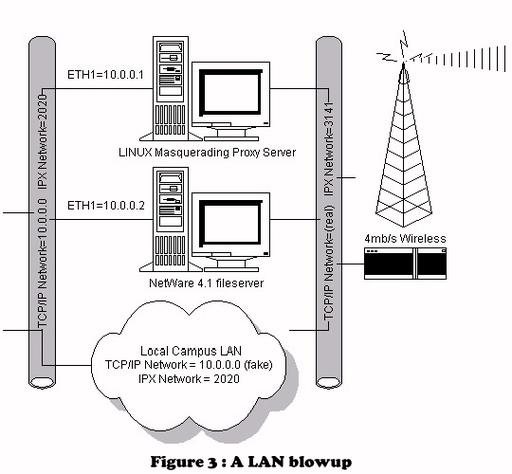 TCP/IP Network=10.0.0.0 IPX Network=2020
ETH1=10.0.0.1
LINUX Masquerading Proxy Server
ETH1=10.0.0.2
NetWare 4.1 fileserver
TCP/IP Network=(real) IPX Network=3141
4mb/s Wireless
Local Campus LAN
TCP/IP Network = 10.0.0.0 (fake)
IPX Network = 2020
Figure 3 : A LAN blowup